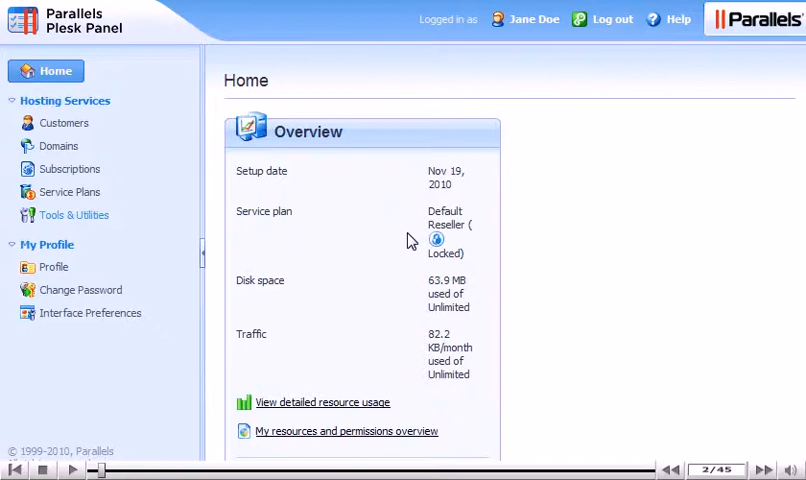 Parallels
Plesk Panel
Logged in as Jane Doe Log out Help
Parallels
Home
Hosting Services
Customers
Domains
Subscriptions
Service Plans
Tools & Utilities
My Profile
Profile
Change Password
Interface Preferences
© 1999-2010, Parallels
Home
Overview
Setup date Nov 19,
2010
Service plan Default
Reseller (
Locked)
Disk space 63.9 MB
used of
Unlimited
Traffic 82.2
KB/month
used of
Unlimited
View detailed resource usage
My resources and permissions overview
2/45